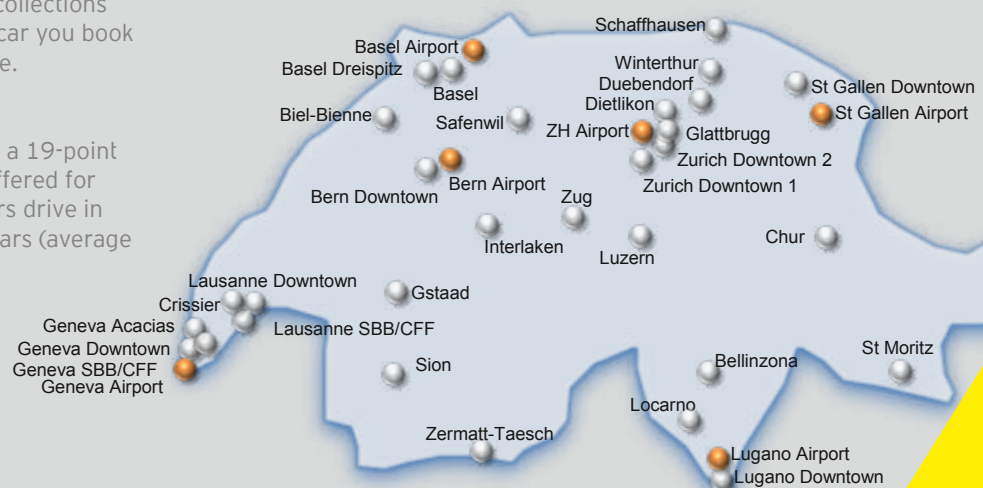 collections
car you book
e.
a 19-point
ffered for
rs drive in
ars (average
Schaffhausen
Basel Airport
Winterthur
Basel Dreispitz
Duebendorf
St Gallen Downtown
Basel
Dietlikon
Biel-Bienne
St Gallen Airport
Safenwil
ZH Airport
Glattbrugg
Zurich Downtown 2
Bern Airport
Zurich Downtown 1
Bern Downtown
Zug
Chur
Interlaken
Luzern
Lausanne Downtown
Gstaad
Crissier
Geneva Acacias
Lausanne SBB/CFF
Geneva Downtown
St Moritz
Bellinzona
Sion
Geneva SBB/CFF
Geneva Airport
Locarno
Zermatt-Taesch
Lugano Airport
Lugano Downtown